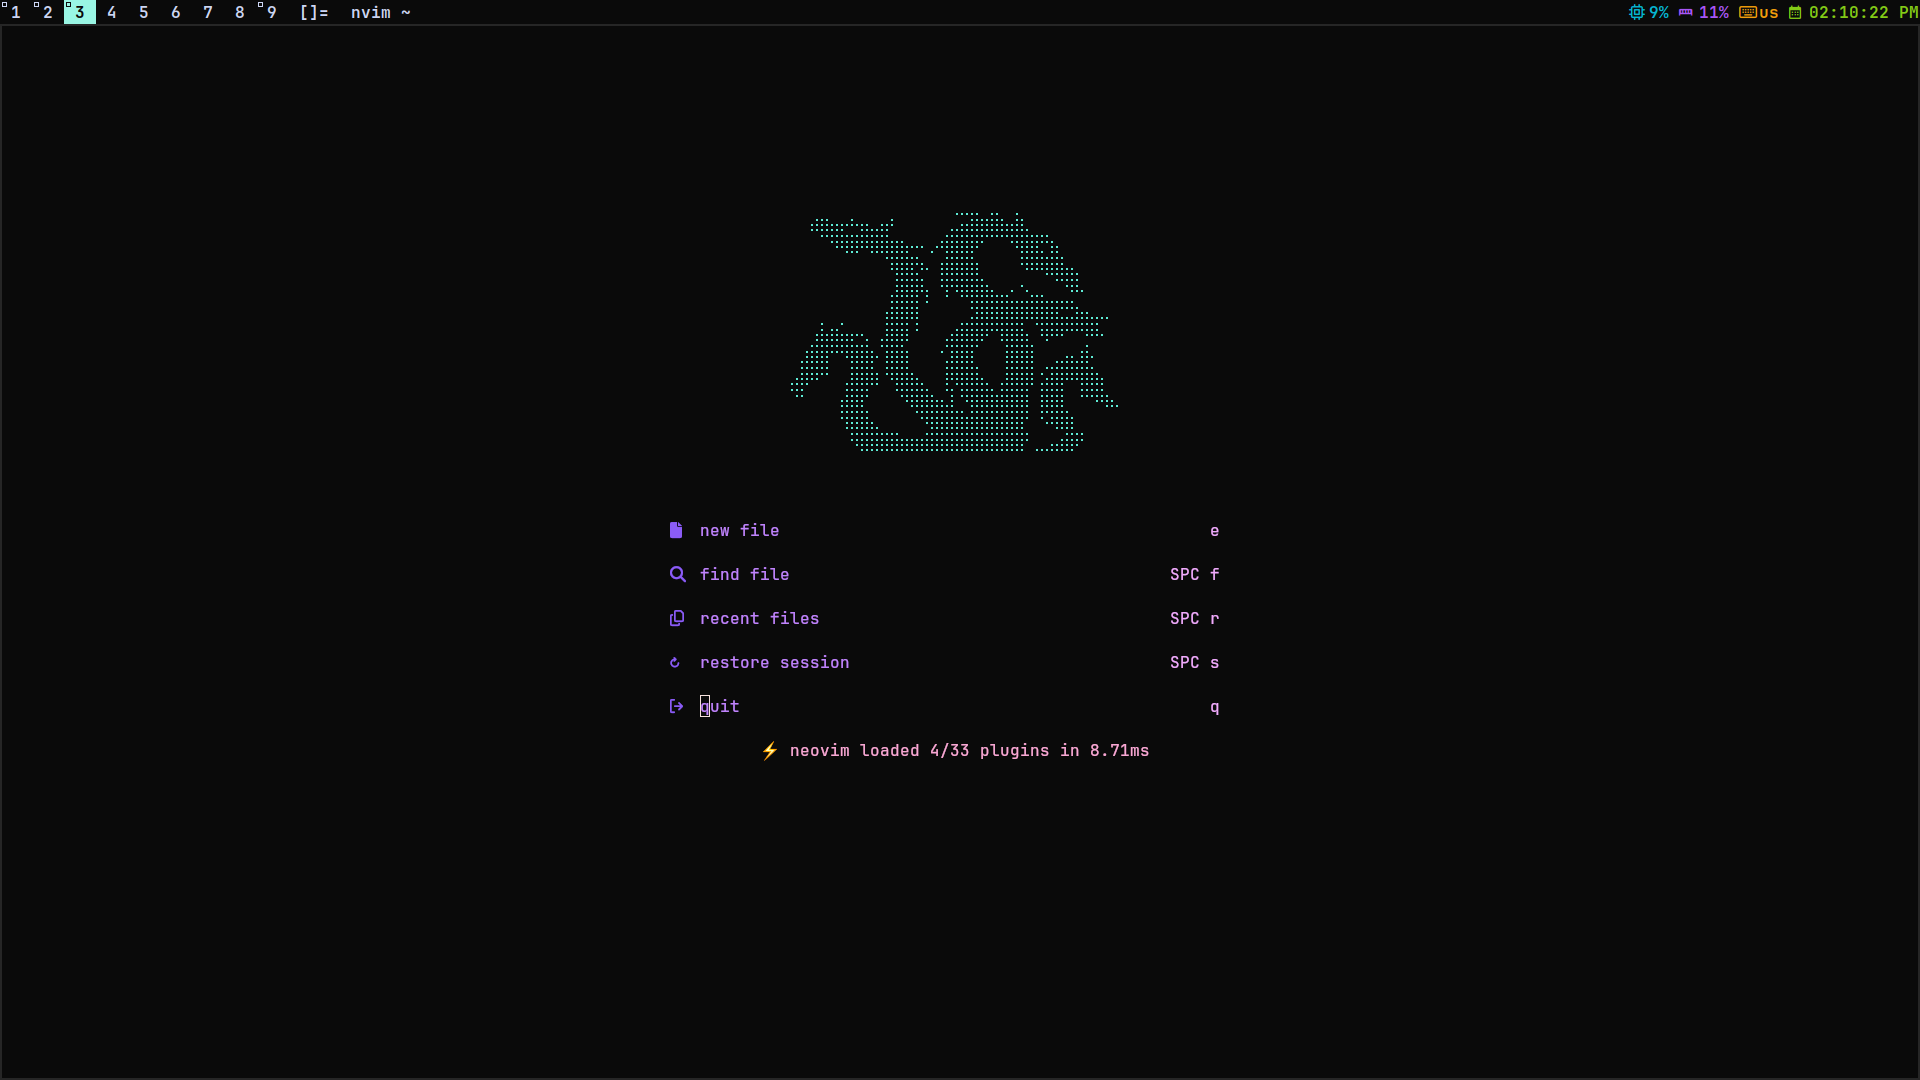 1 2 3 4 5 6 7 8 9 []= nvim ~ 9% 11% us 02:10:22 PM
new file e
find file SPC f
recent files SPC r
restore session SPC s
quit q
⚡ neovim loaded 4/33 plugins in 8.71ms